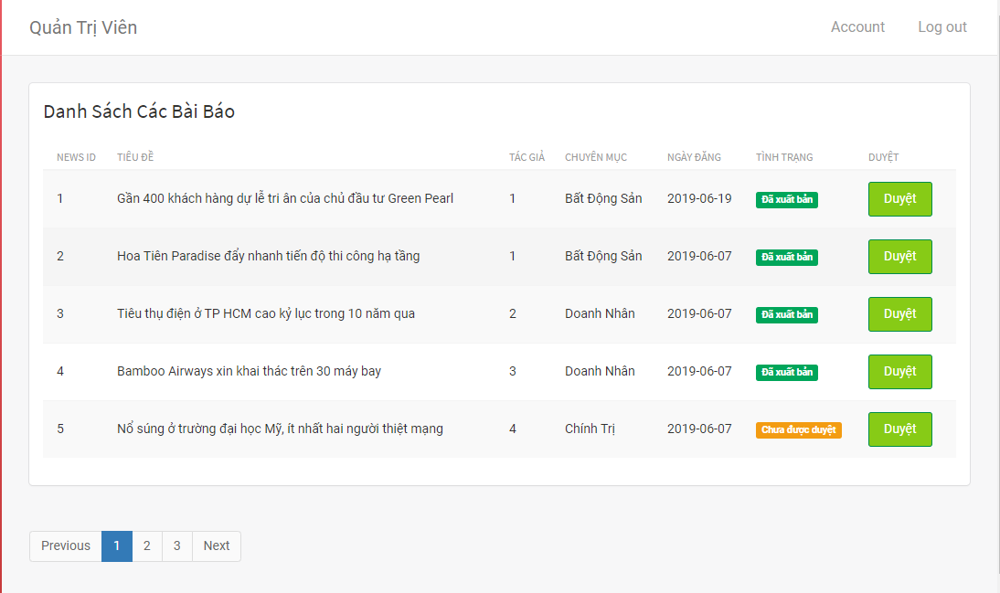 Quản Trị Viên Account Log out
Danh Sách Các Bài Báo
NEWS ID TIÊU ĐỀ TÁC GIẢ CHUYÊN MỤC NGÀY ĐĂNG TÌNH TRẠNG DUYỆT
1 Gần 400 khách hàng dự lễ tri ân của chủ đầu tư Green Pearl 1 Bất Động Sản 2019-06-19 Đã xuất bản Duyệt
2 Hoa Tiên Paradise đẩy nhanh tiến độ thi công hạ tầng 1 Bất Động Sản 2019-06-07 Đã xuất bản Duyệt
3 Tiêu thụ điện ở TP HCM cao kỷ lục trong 10 năm qua 2 Doanh Nhân 2019-06-07 Đã xuất bản Duyệt
4 Bamboo Airways xin khai thác trên 30 máy bay 3 Doanh Nhân 2019-06-07 Đã xuất bản Duyệt
5 Nổ súng ở trường đại học Mỹ, ít nhất hai người thiệt mạng 4 Chính Trị 2019-06-07 Chưa được duyệt Duyệt
Previous 1 2 3 Next